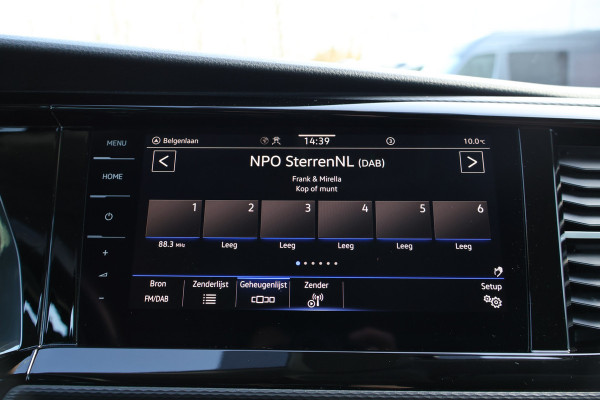 MENU
HOME
+
−
Belgenlaan 14:39 3 10.0°C
NPO SterrenNL (DAB)
Frank & Mirella
Kop of munt
1 2 3 4 5 6
88.3 MHz Leeg Leeg Leeg Leeg Leeg
Bron Zenderlijst Geheugenlijst Zender Setup
FM/DAB